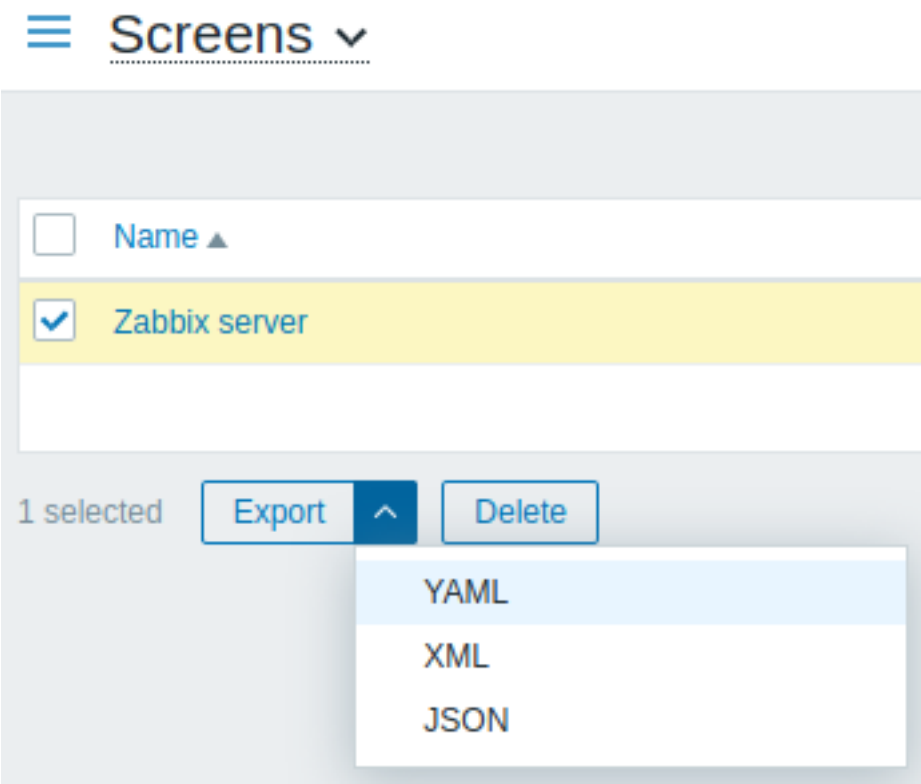 Screens
Name
Zabbix server
1 selected Export Delete
YAML
XML
JSON